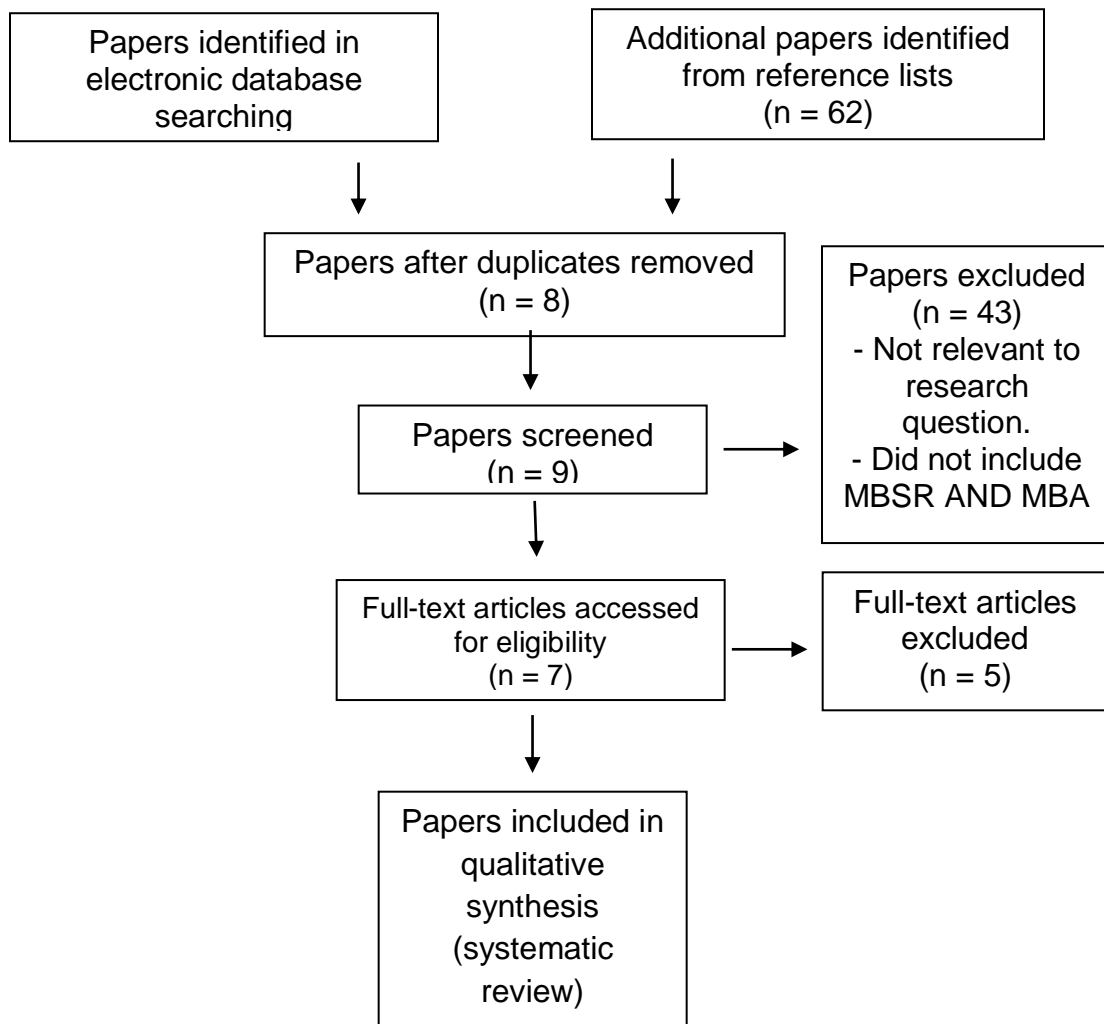 Papers identified in
electronic database
searching
Additional papers identified
from reference lists
(n = 62)
Papers after duplicates removed
(n = 8)
Papers excluded
(n = 43)
- Not relevant to
research
question.
- Did not include
MBSR AND MBA
Papers screened
(n = 9)
Full-text articles accessed
for eligibility
(n = 7)
Full-text articles
excluded
(n = 5)
Papers included in
qualitative
synthesis
(systematic
review)